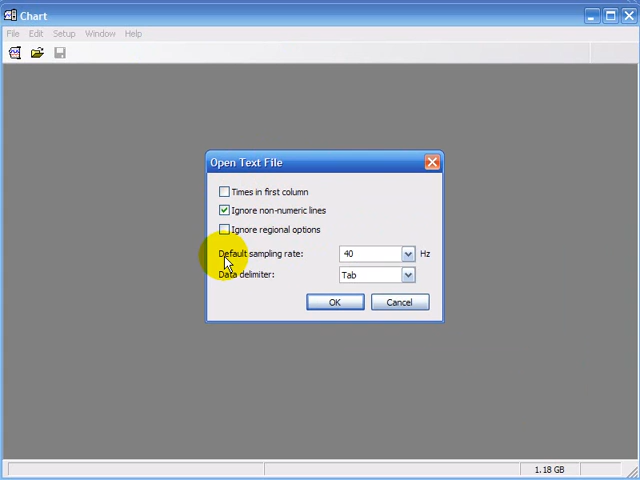 Chart
File Edit Setup Window Help
Open Text File
Times in first column
Ignore non-numeric lines
Ignore regional options
Default sampling rate: 40 Hz
Data delimiter: Tab
OK Cancel
1.18 GB